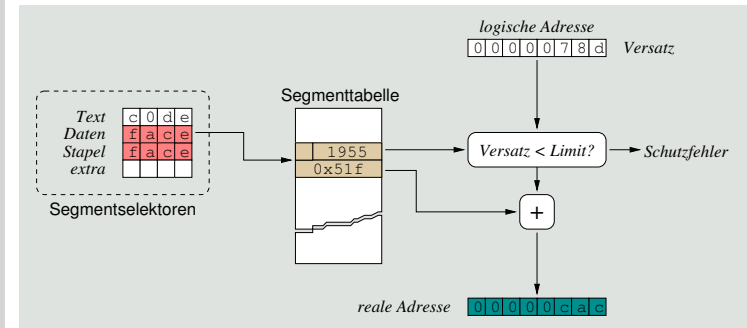 logische Adresse
0 0 0 0 0 7 8 d Versatz
Segmenttabelle
Text c 0 d e
Daten f a c e
Stapel f a c e
extra
1955
0x51f
Versatz < Limit?
Schutzfehler
Segmentselektoren
+
reale Adresse 0 0 0 0 0 c a c